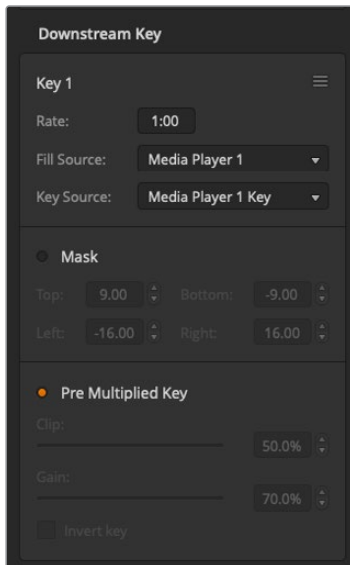 Downstream Key
Key 1
Rate: 1:00
Fill Source: Media Player 1
Key Source: Media Player 1 Key
Mask
Top: 9.00 Bottom: -9.00
Left: -16.00 Right: 16.00
Pre Multiplied Key
Clip:
50.0%
Gain:
70.0%
Invert key